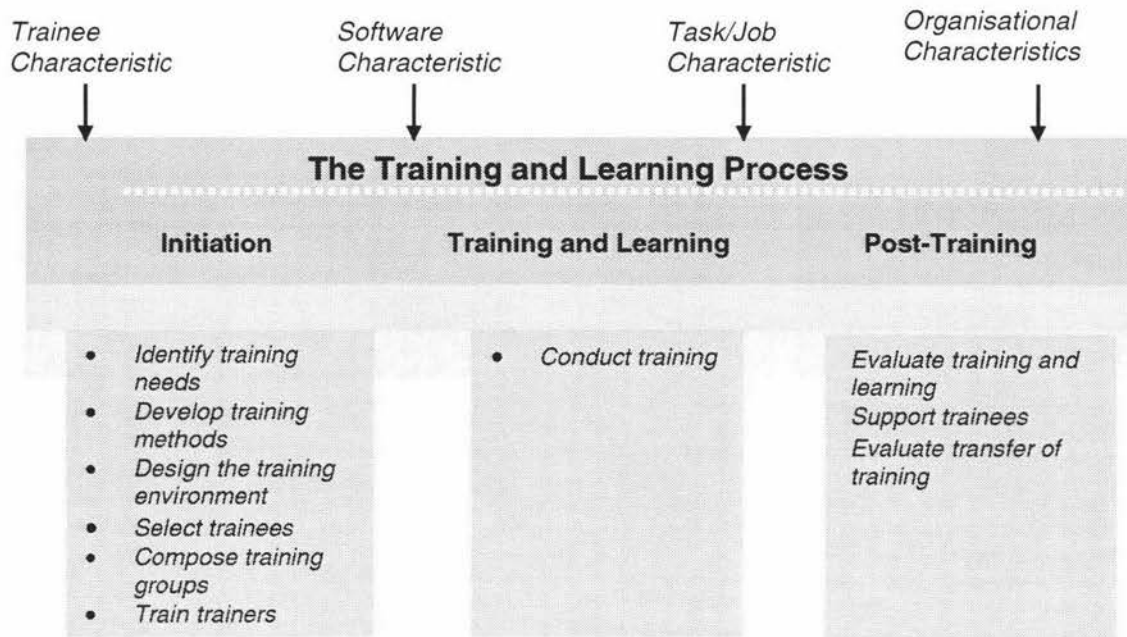 Trainee
Characteristic
Software
Characteristic
Task/Job
Characteristic
Organisational
Characteristics
The Training and Learning Process
Initiation
Training and Learning
Post-Training
• Identify training
needs
• Develop training
methods
• Design the training
environment
• Select trainees
• Compose training
groups
• Train trainers
• Conduct training
Evaluate training and
learning
Support trainees
Evaluate transfer of
training